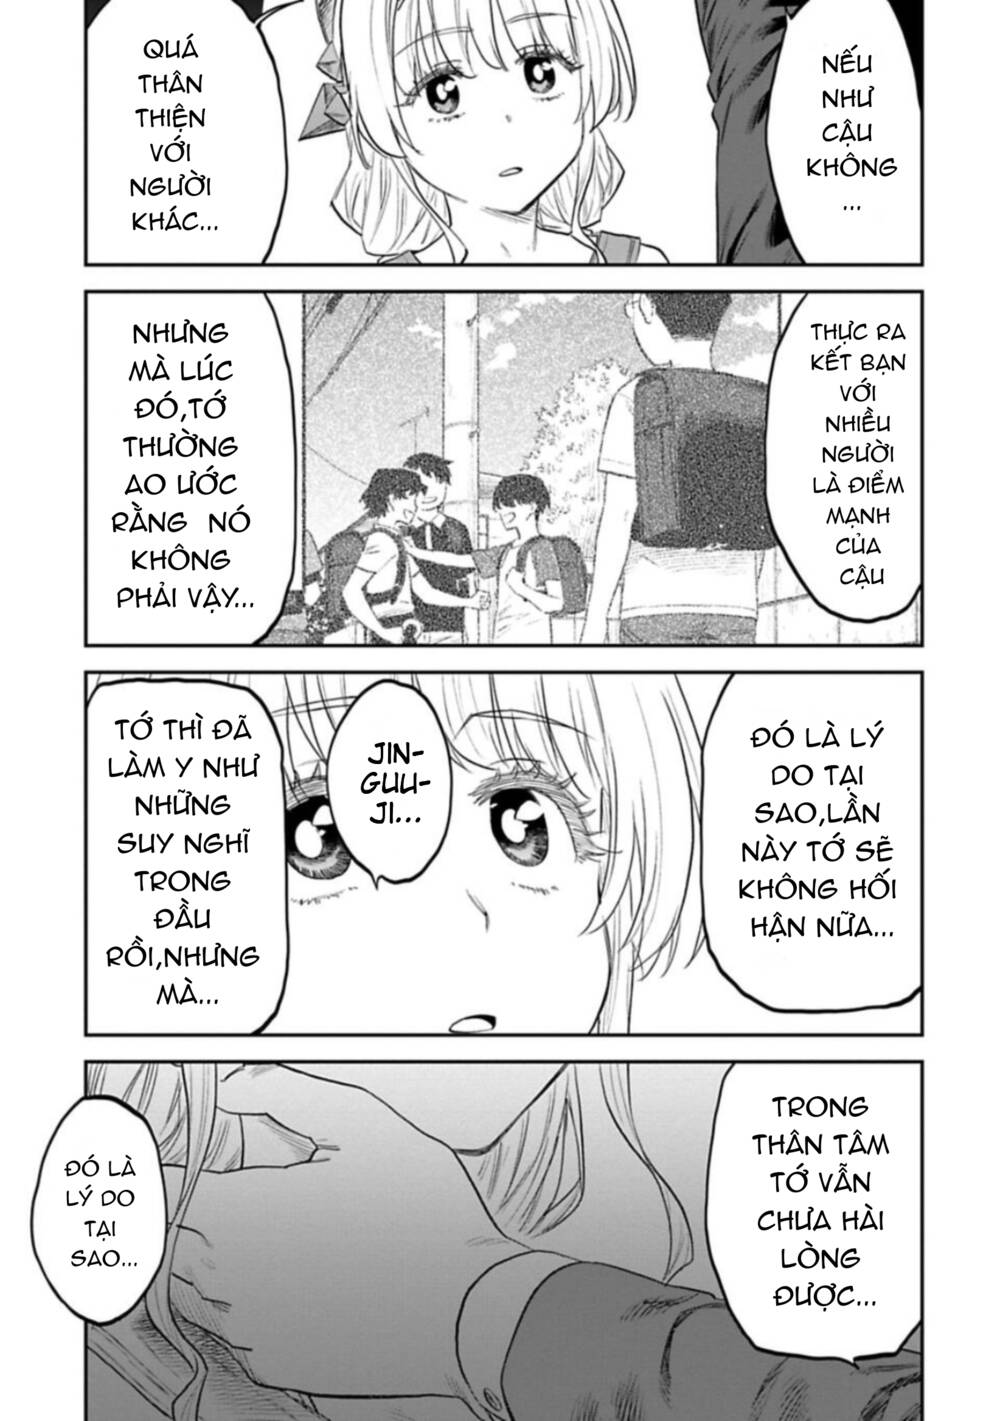 NẾU
NHƯ
CẬU
KHÔNG
...
QUÁ
THÂN
THIỆN
VỚI
NGƯỜI
KHÁC...
THỰC RA
KẾT BẠN
VỚI
NHIỀU
NGƯỜI
LÀ ĐIỂM
MẠNH
CỦA
CẬU
NHƯNG
MÀ LÚC
ĐÓ,TỚ
THƯỜNG
AO ƯỚC
RẰNG NÓ
KHÔNG
PHẢI VẬY...
ĐÓ LÀ LÝ
DO TẠI
SAO,LẦN
NÀY TỚ SẼ
KHÔNG HỐI
HẬN NỮA...
JIN-
GUU-
JI...
TỚ THÌ ĐÃ
LÀM Y NHƯ
NHỮNG
SUY NGHĨ
TRONG
ĐẦU
RỒI,NHƯNG
MÀ...
TRONG
THÂN TÂM
TỚ VẪN
CHƯA HÀI
LÒNG
ĐƯỢC...
ĐÓ LÀ
LÝ DO
TẠI
SAO...